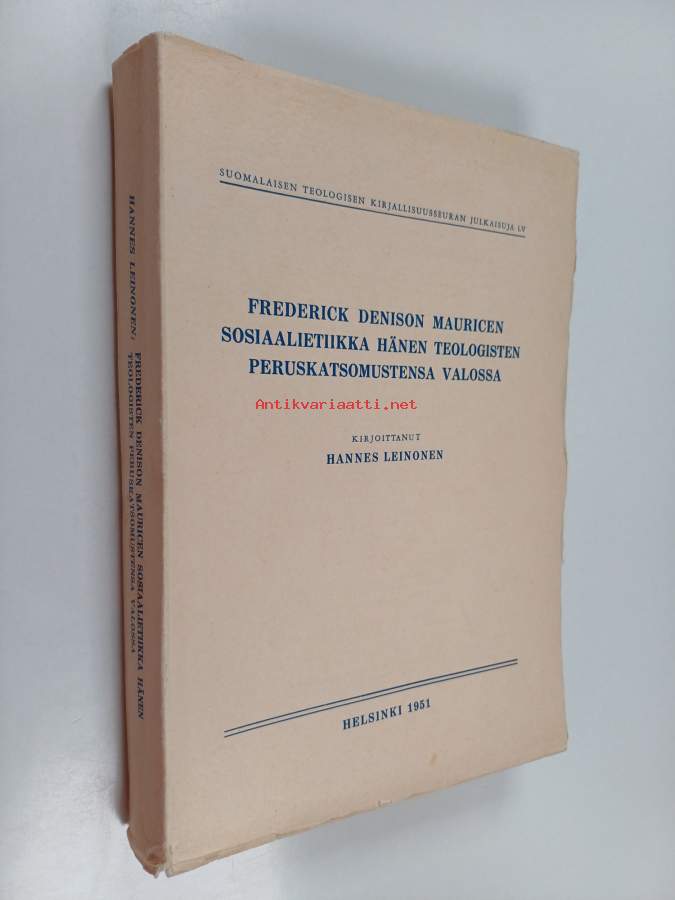 SUOMALAISEN TEOLOGISEN KIRJALLISUUSSEURAN JULKAISUJA LV
FREDERICK DENISON MAURICEN
SOSIAALIETIIKKA HÄNEN TEOLOGISTEN
PERUSKATSOMUSTENSA VALOSSA
Antikvariaatti.net
KIRJOITTANUT
HANNES LEINONEN
HELSINKI 1951
HANNES LEINONEN: FREDERICK DENISON MAURICEN SOSIAALIETIIKKA HÄNEN
TEOLOGISTEN PERUSKATSOMUSTENSA VALOSSA